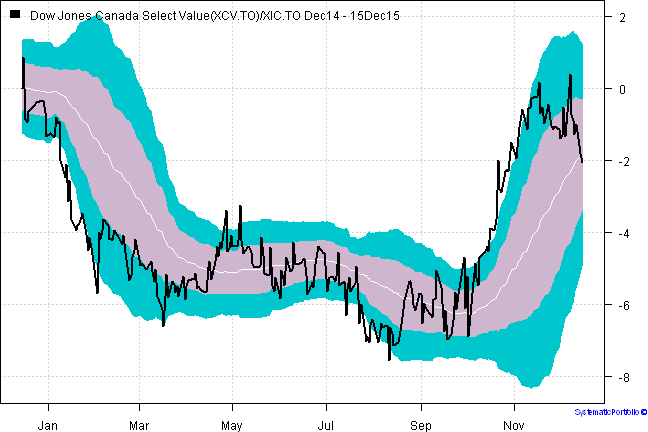 Dow Jones Canada Select Value(XCV.TO)/XIC.TO Dec14 - 15Dec15
2
0
-2
-4
-6
-8
Jan Mar May Jul Sep Nov
SystematicPortfolio ©